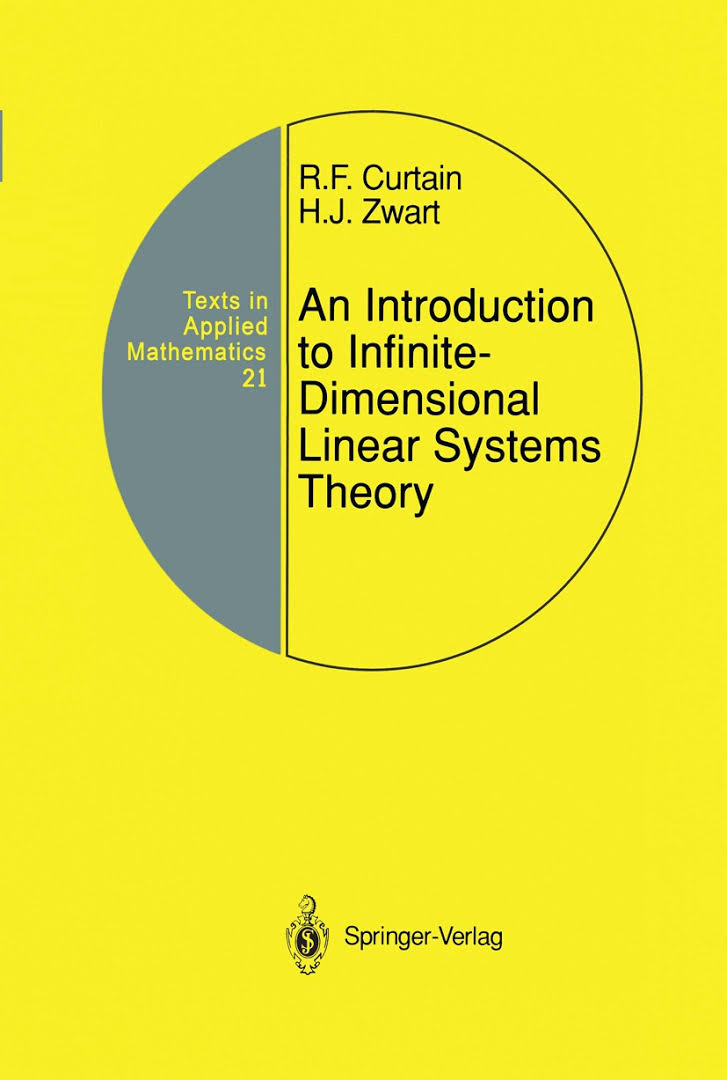 R.F. Curtain
H.J. Zwart
Texts in
Applied
Mathematics
21
An Introduction
to Infinite-
Dimensional
Linear Systems
Theory
Springer-Verlag